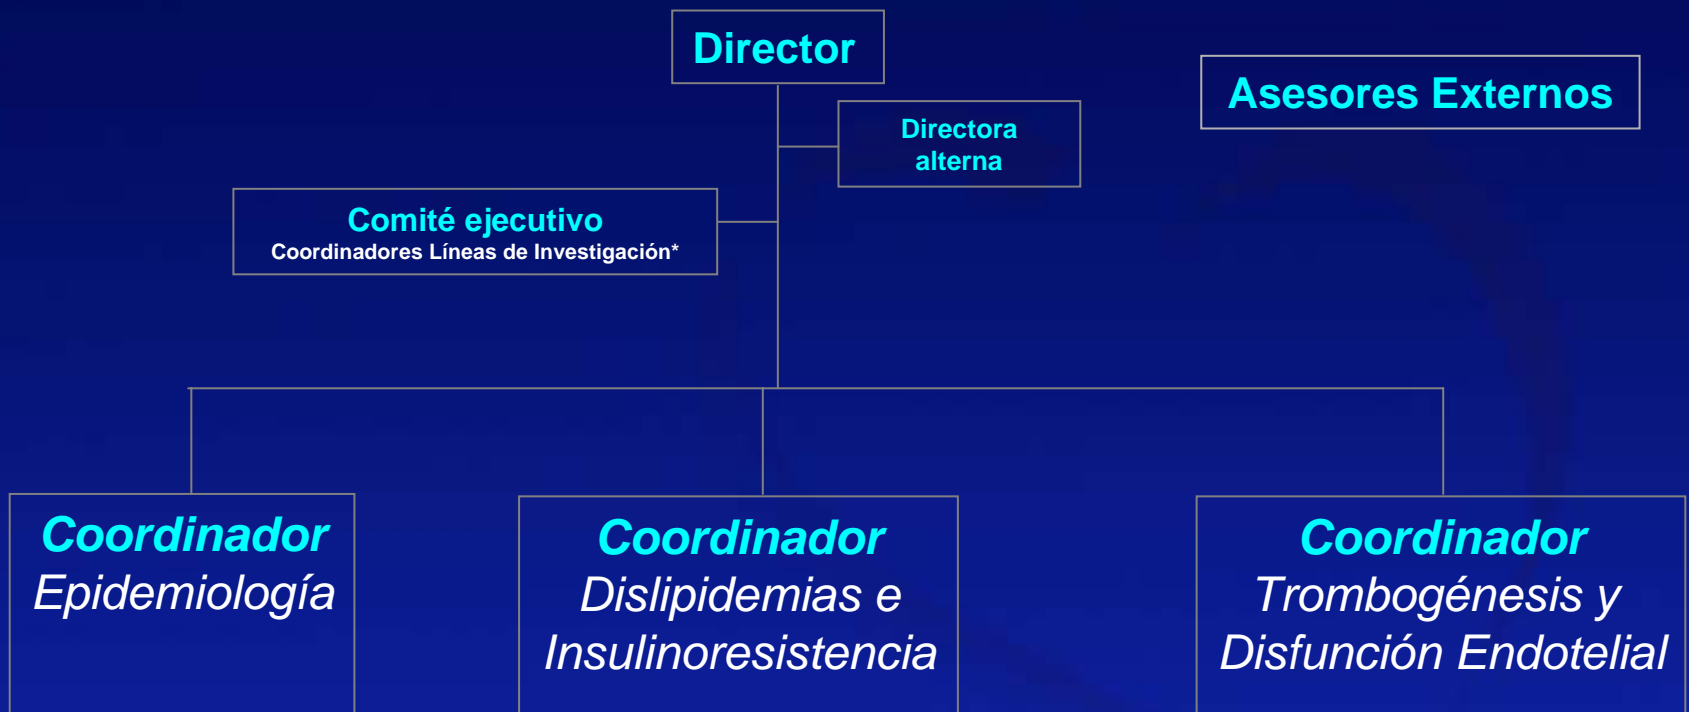 Director
Asesores Externos
Directora
alterna
Comité ejecutivo
Coordinadores Líneas de Investigación*
Coordinador
Epidemiología
Coordinador
Dislipidemias e
Insulinoresistencia
Coordinador
Trombogénesis y
Disfunción Endotelial